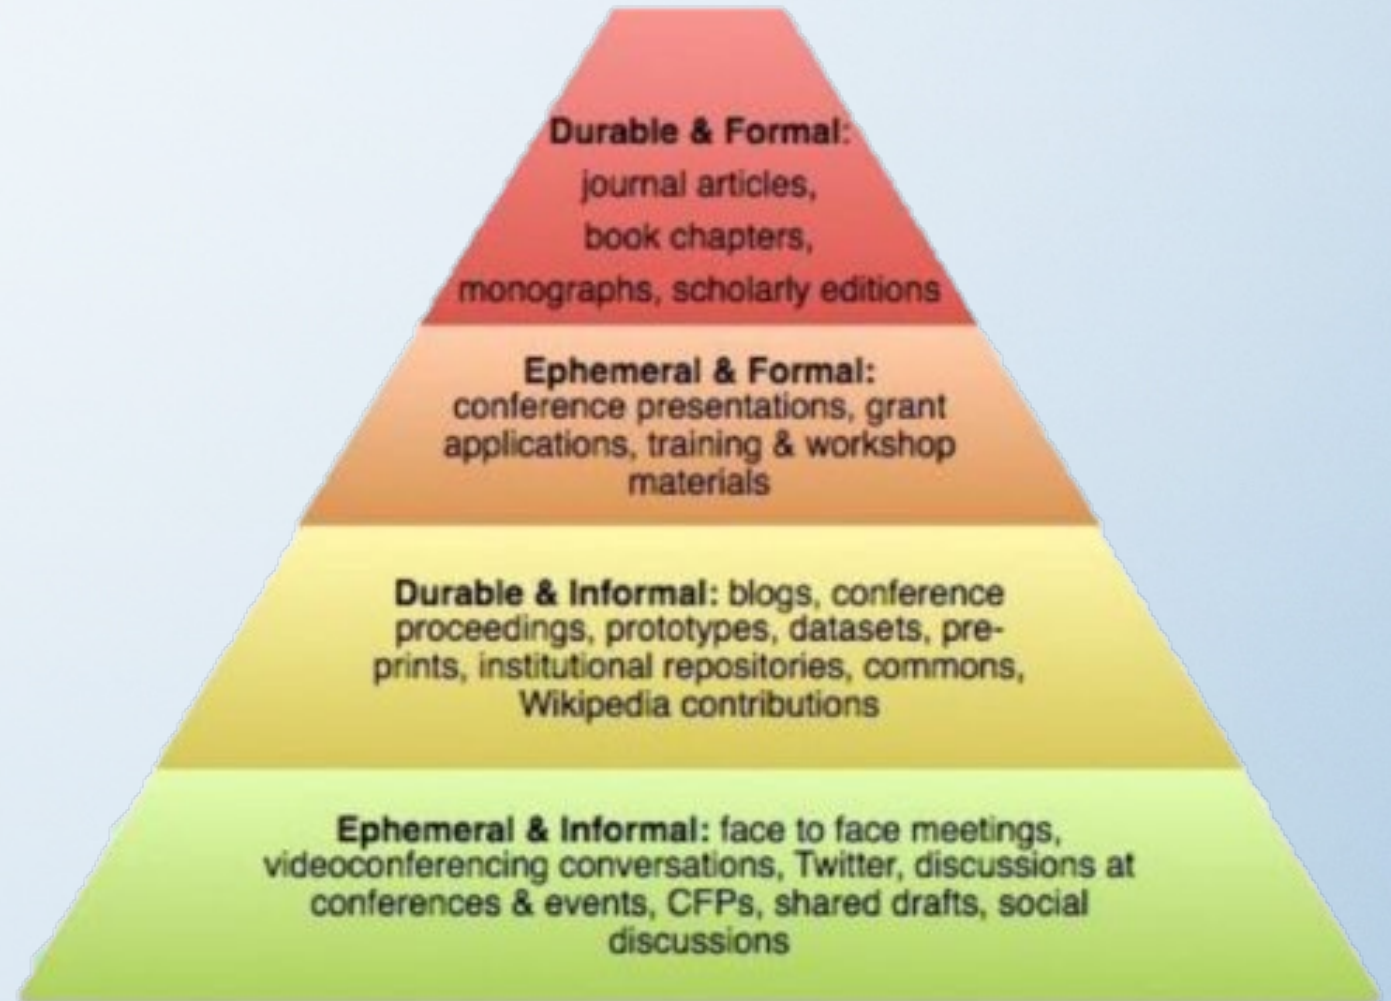 Durable & Formal:
journal articles,
book chapters,
monographs, scholarly editions
Ephemeral & Formal:
conference presentations, grant
applications, training & workshop
materials
Durable & Informal: blogs, conference
proceedings, prototypes, datasets, pre-
prints, institutional repositories, commons,
Wikipedia contributions
Ephemeral & Informal: face to face meetings,
videoconferencing conversations, Twitter, discussions at
conferences & events, CFPs, shared drafts, social
discussions